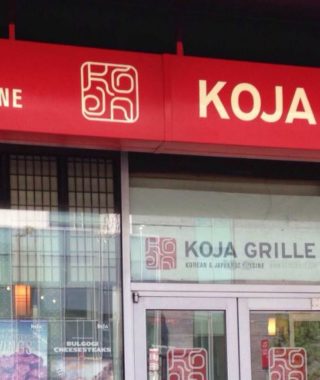 NE KOJA
KOJA GRILLE
KOREAN & JAPANESE CUISINE
BULGOGI
CHEESESTEAKS